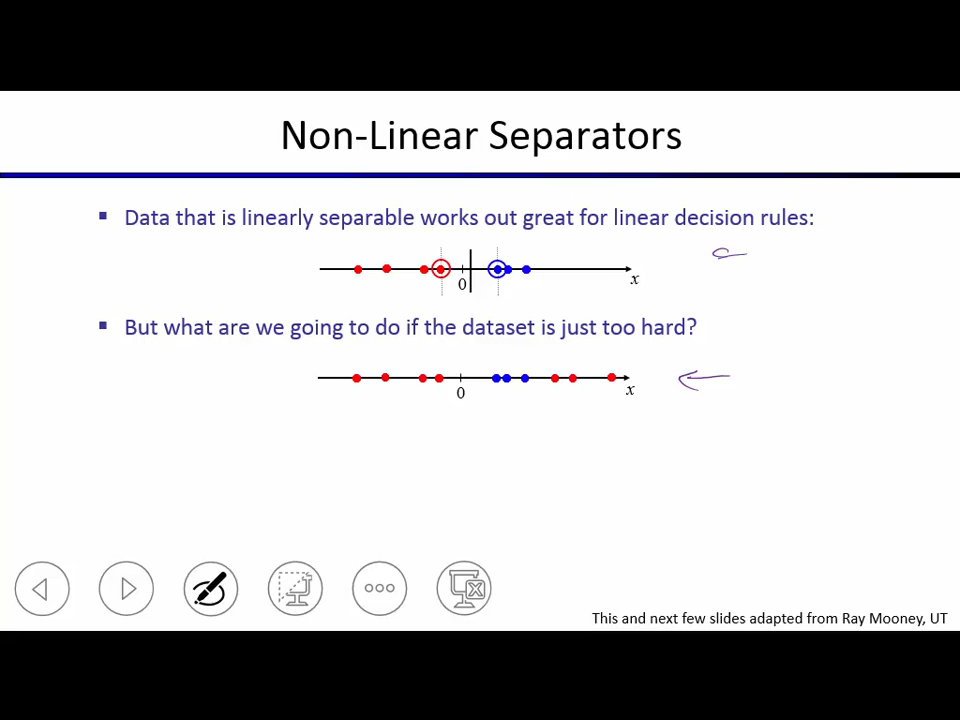 Non-Linear Separators
▪ Data that is linearly separable works out great for linear decision rules:
0
x
▪ But what are we going to do if the dataset is just too hard?
0
x
This and next few slides adapted from Ray Mooney, UT